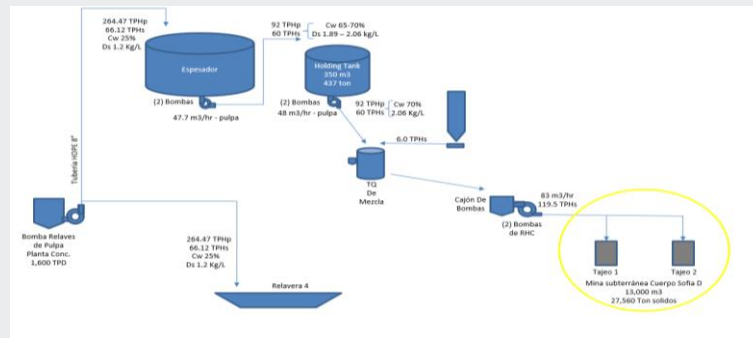 264.47 TPHp
66.12 TPHs
Cw 25%
Ds 1.2 Kg/L
Espesador
(2) Bombas
47.7 m3/hr - pulpa
92 TPHp
60 TPHs
Cw 65-70%
Ds 1.89 – 2.06 kg/L
Holding Tank
350 m3
437 ton
(2) Bombas
48 m3/hr - pulpa
92 TPHp
60 TPHs
Cw 70%
2.06 Kg/L
6.0 TPHs
TQ
De
Mezcla
Cajón De
Bombas
83 m3/hr
119.5 TPHs
(2) Bombas
de RHC
Tajeo 1
Tajeo 2
Mina subterránea Cuerpo Sofia D
13,000 m3
27,560 Ton solidos
Tubería HDPE 8"
Bomba Relaves
de Pulpa
Planta Conc.
1,600 TPD
264.47 TPHp
66.12 TPHs
Cw 25%
Ds 1.2 Kg/L
Relavera 4